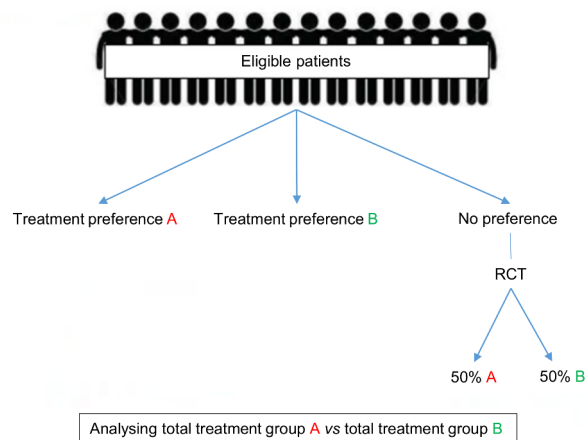 Eligible patients
Treatment preference A
Treatment preference B
No preference
RCT
50% A
50% B
Analysing total treatment group A vs total treatment group B